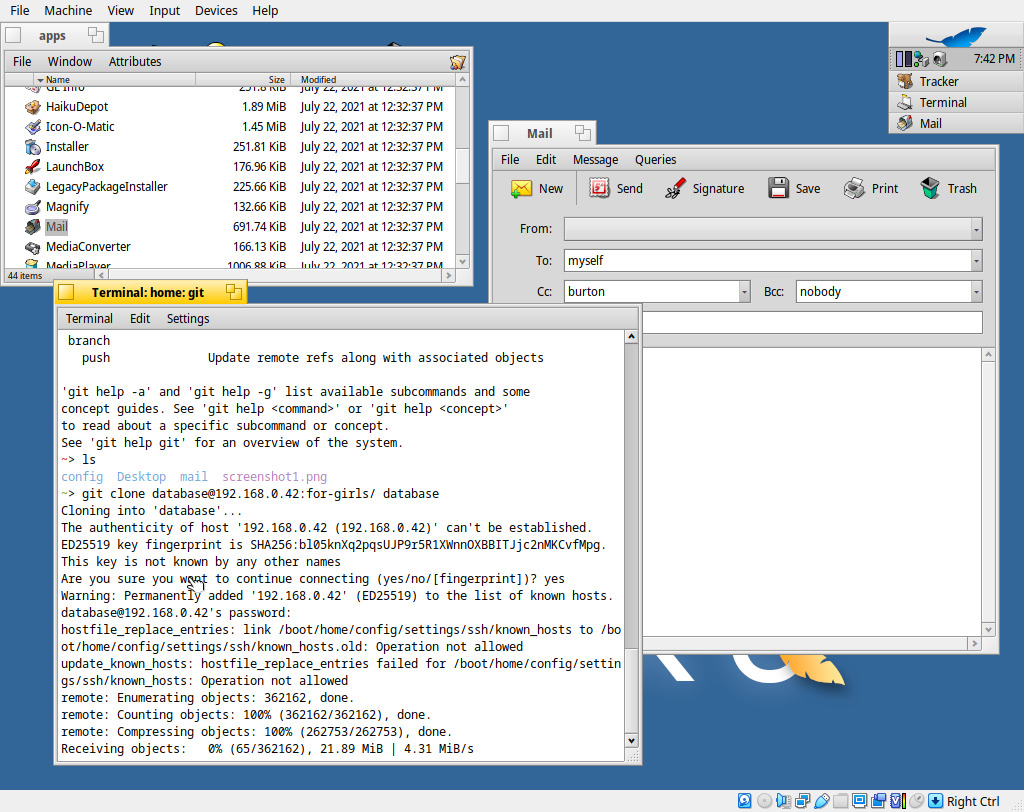 File Machine View Input Devices Help
apps
File Window Attributes
Name Size Modified
GL Info 251.8 KiB July 22, 2021 at 12:32:37 PM
HaikuDepot 1.89 MiB July 22, 2021 at 12:32:37 PM
Icon-O-Matic 1.45 MiB July 22, 2021 at 12:32:37 PM
Installer 251.81 KiB July 22, 2021 at 12:32:37 PM
LaunchBox 176.96 KiB July 22, 2021 at 12:32:37 PM
LegacyPackageInstaller 225.66 KiB July 22, 2021 at 12:32:37 PM
Magnify 132.66 KiB July 22, 2021 at 12:32:37 PM
Mail 691.74 KiB July 22, 2021 at 12:32:37 PM
MediaConverter 166.13 KiB July 22, 2021 at 12:32:37 PM
MediaPlayer 1006.88 KiB July 22, 2021 at 12:32:37 PM
44 items
7:42 PM
Tracker
Terminal
Mail
Mail
File Edit Message Queries
New Send Signature Save Print Trash
From:
To: myself
Cc: burton Bcc: nobody
Terminal: home: git
Terminal Edit Settings
branch
push Update remote refs along with associated objects
'git help -a' and 'git help -g' list available subcommands and some
concept guides. See 'git help <command>' or 'git help <concept>'
to read about a specific subcommand or concept.
See 'git help git' for an overview of the system.
~> ls
config Desktop mail screenshot1.png
~> git clone database@192.168.0.42:for-girls/ database
Cloning into 'database'...
The authenticity of host '192.168.0.42 (192.168.0.42)' can't be established.
ED25519 key fingerprint is SHA256:bl05knXq2pqsUJP9r5R1XWnnOXBBITJjc2nMKCvfMpg.
This key is not known by any other names
Are you sure you want to continue connecting (yes/no/[fingerprint])? yes
Warning: Permanently added '192.168.0.42' (ED25519) to the list of known hosts.
database@192.168.0.42's password:
hostfile_replace_entries: link /boot/home/config/settings/ssh/known_hosts to /bo
ot/home/config/settings/ssh/known_hosts.old: Operation not allowed
update_known_hosts: hostfile_replace_entries failed for /boot/home/config/settin
gs/ssh/known_hosts: Operation not allowed
remote: Enumerating objects: 362162, done.
remote: Counting objects: 100% (362162/362162), done.
remote: Compressing objects: 100% (262753/262753), done.
Receiving objects: 0% (65/362162), 21.89 MiB | 4.31 MiB/s
Right Ctrl